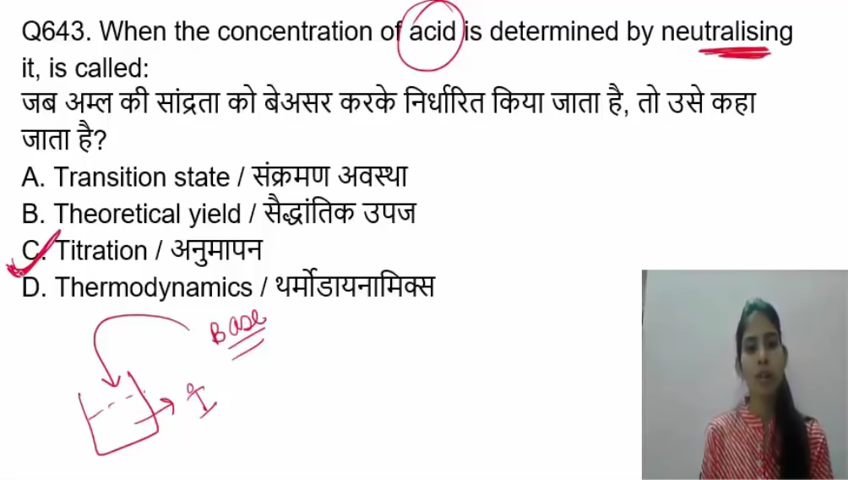 Q643. When the concentration of acid is determined by neutralising
it, is called:
जब अम्ल की सांद्रता को बेअसर करके निर्धारित किया जाता है, तो उसे कहा
जाता है?
A. Transition state / संक्रमण अवस्था
B. Theoretical yield / सैद्धांतिक उपज
C. Titration / अनुमापन
D. Thermodynamics / थर्मोडायनामिक्स
Base
I